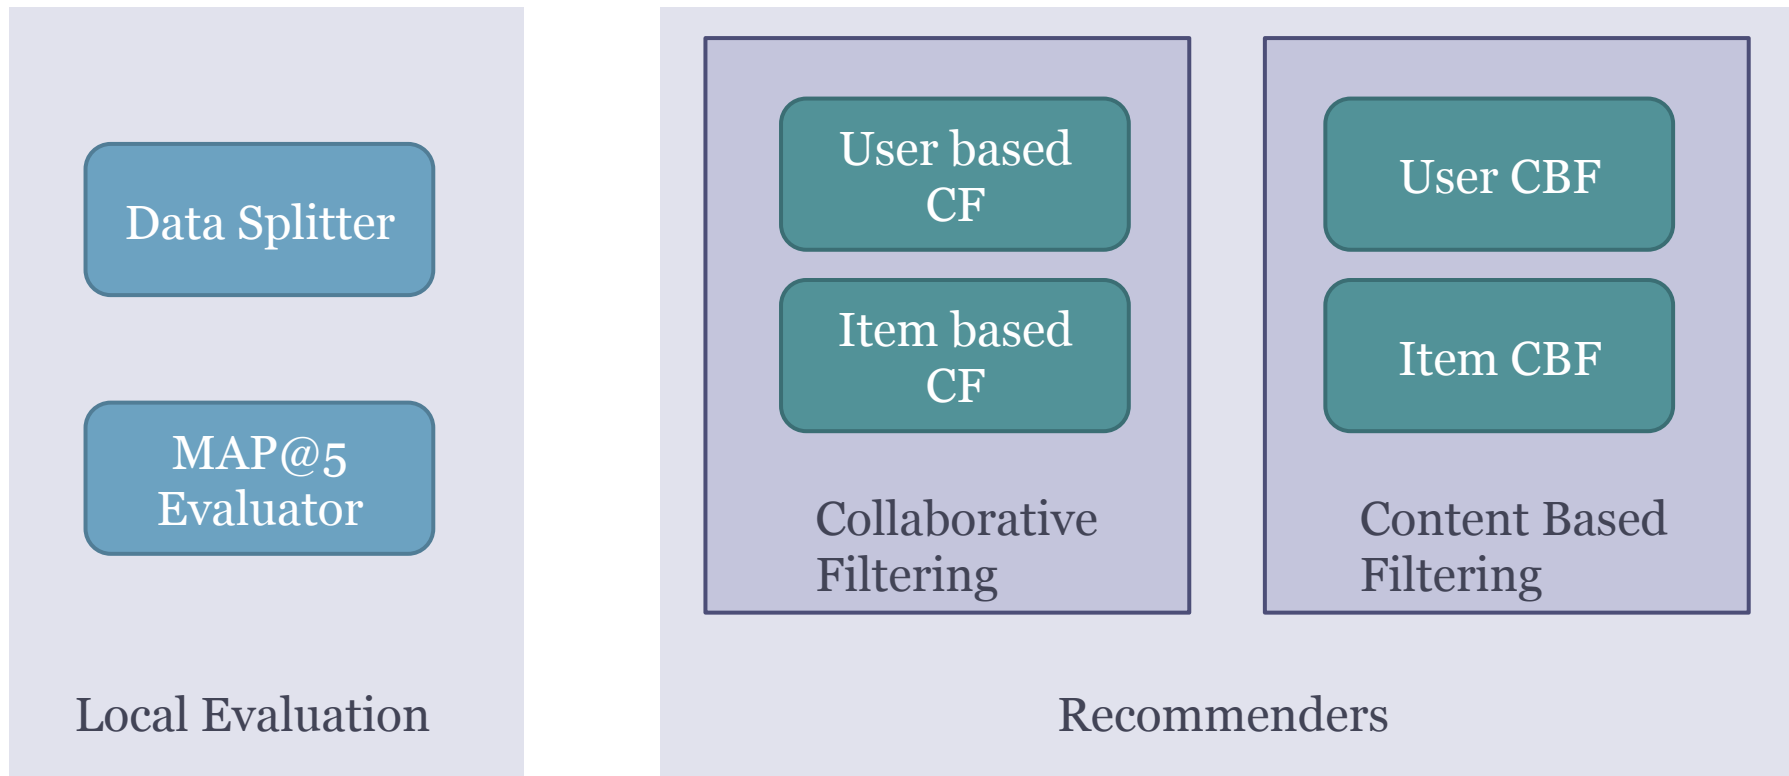 Data Splitter
MAP@5
Evaluator
Local Evaluation
User based
CF
Item based
CF
Collaborative
Filtering
User CBF
Item CBF
Content Based
Filtering
Recommenders